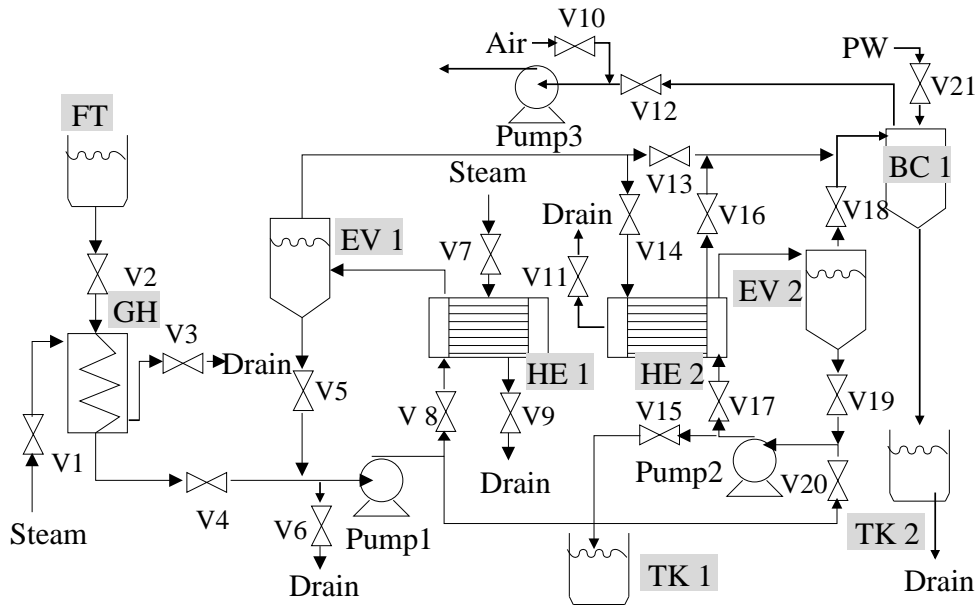 V10
Air
PW
V21
V12
FT
Pump3
BC 1
Steam
V13
Drain
V16
V18
EV 1
V7
V14
V2
V11
EV 2
GH
V3
Drain
HE 1
HE 2
V5
V 8
V9
V15
V17
V19
V1
Drain
Pump2
V20
V4
Steam
V6
Pump1
TK 2
Drain
TK 1
Drain